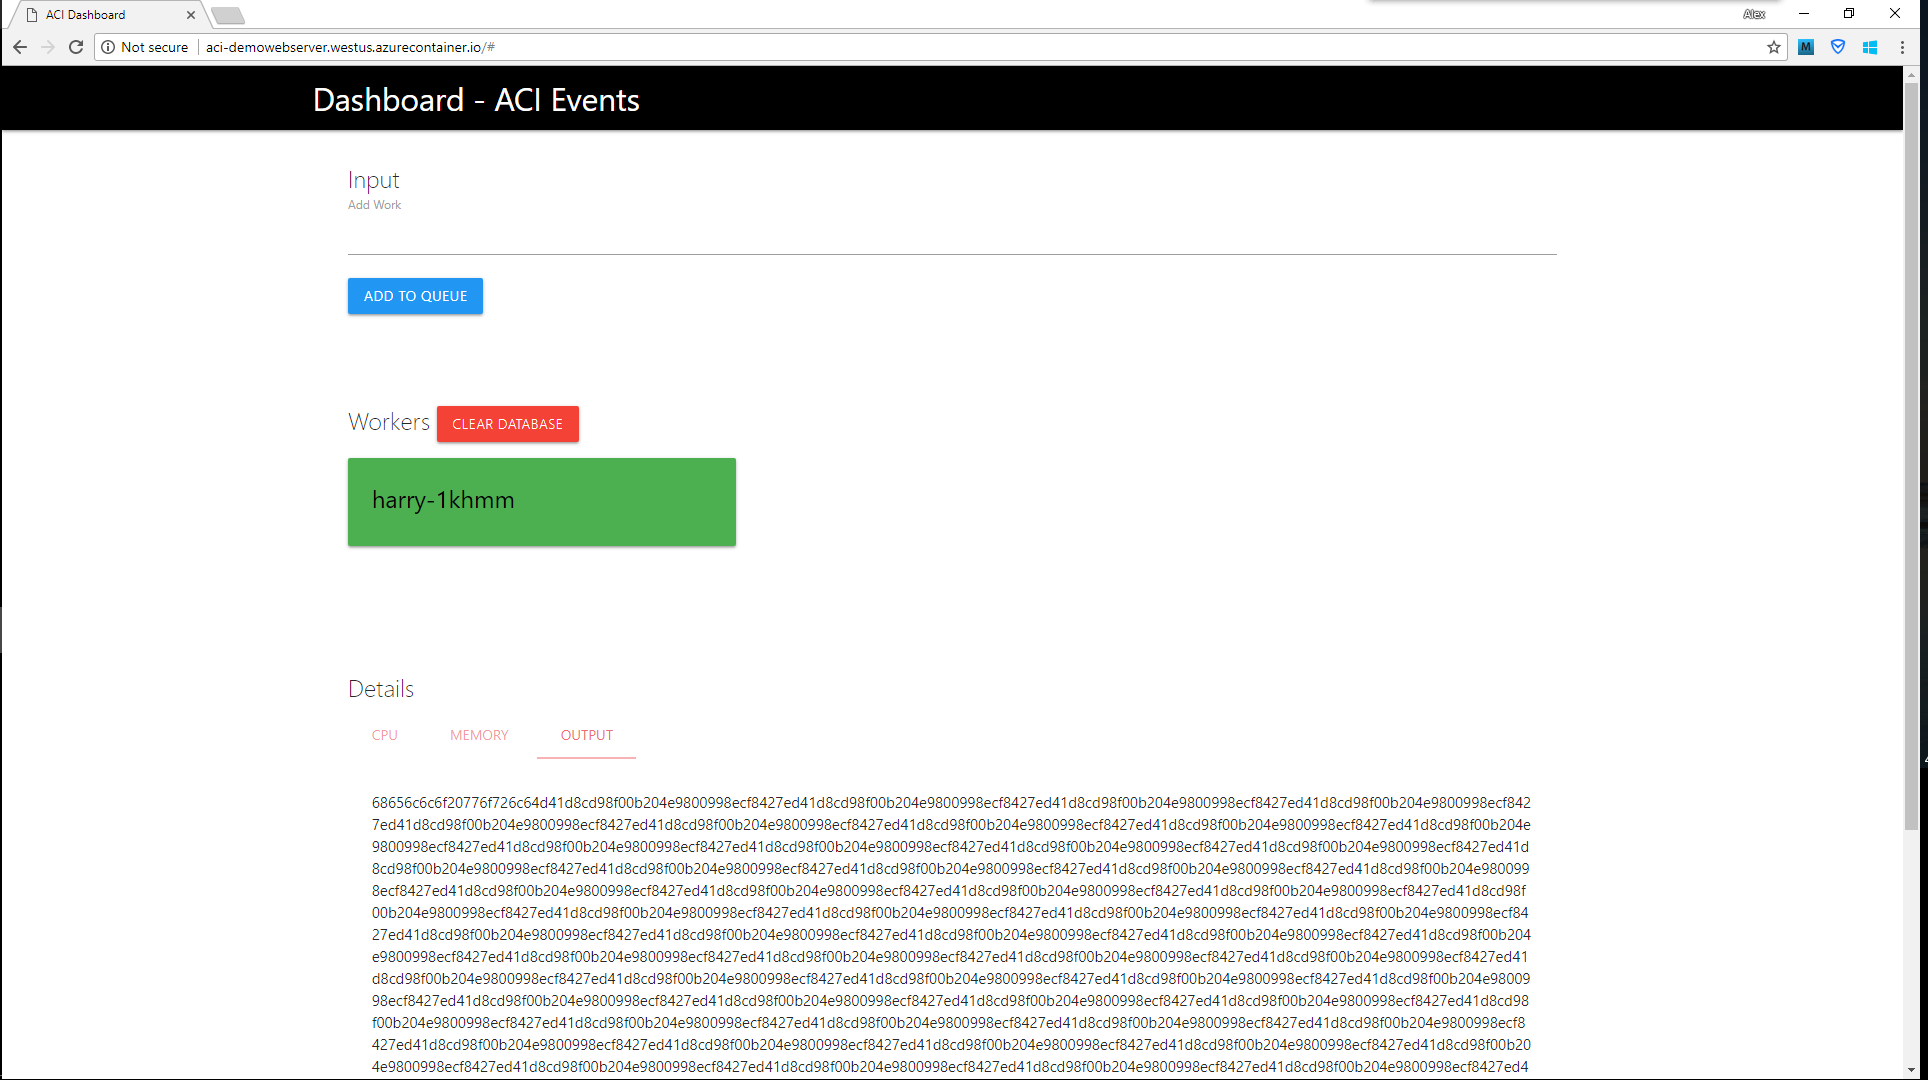 ACI Dashboard
Alex
Not secure
aci-demowebserver.westus.azurecontainer.io/#
M
Dashboard - ACI Events
Input
Add Work
ADD TO QUEUE
Workers
CLEAR DATABASE
harry-1khmm
Details
CPU MEMORY OUTPUT
68656c6c6f20776f726c64d41d8cd98f00b204e9800998ecf8427ed41d8cd98f00b204e9800998ecf8427ed41d8cd98f00b204e9800998ecf8427ed41d8cd98f00b204e9800998ecf842
7ed41d8cd98f00b204e9800998ecf8427ed41d8cd98f00b204e9800998ecf8427ed41d8cd98f00b204e9800998ecf8427ed41d8cd98f00b204e9800998ecf8427ed41d8cd98f00b204e
9800998ecf8427ed41d8cd98f00b204e9800998ecf8427ed41d8cd98f00b204e9800998ecf8427ed41d8cd98f00b204e9800998ecf8427ed41d8cd98f00b204e9800998ecf8427ed41d
8cd98f00b204e9800998ecf8427ed41d8cd98f00b204e9800998ecf8427ed41d8cd98f00b204e9800998ecf8427ed41d8cd98f00b204e9800998ecf8427ed41d8cd98f00b204e980099
8ecf8427ed41d8cd98f00b204e9800998ecf8427ed41d8cd98f00b204e9800998ecf8427ed41d8cd98f00b204e9800998ecf8427ed41d8cd98f00b204e9800998ecf8427ed41d8cd98f
00b204e9800998ecf8427ed41d8cd98f00b204e9800998ecf8427ed41d8cd98f00b204e9800998ecf8427ed41d8cd98f00b204e9800998ecf8427ed41d8cd98f00b204e9800998ecf84
27ed41d8cd98f00b204e9800998ecf8427ed41d8cd98f00b204e9800998ecf8427ed41d8cd98f00b204e9800998ecf8427ed41d8cd98f00b204e9800998ecf8427ed41d8cd98f00b204
e9800998ecf8427ed41d8cd98f00b204e9800998ecf8427ed41d8cd98f00b204e9800998ecf8427ed41d8cd98f00b204e9800998ecf8427ed41d8cd98f00b204e9800998ecf8427ed41
d8cd98f00b204e9800998ecf8427ed41d8cd98f00b204e9800998ecf8427ed41d8cd98f00b204e9800998ecf8427ed41d8cd98f00b204e9800998ecf8427ed41d8cd98f00b204e98009
98ecf8427ed41d8cd98f00b204e9800998ecf8427ed41d8cd98f00b204e9800998ecf8427ed41d8cd98f00b204e9800998ecf8427ed41d8cd98f00b204e9800998ecf8427ed41d8cd98
f00b204e9800998ecf8427ed41d8cd98f00b204e9800998ecf8427ed41d8cd98f00b204e9800998ecf8427ed41d8cd98f00b204e9800998ecf8427ed41d8cd98f00b204e9800998ecf8
427ed41d8cd98f00b204e9800998ecf8427ed41d8cd98f00b204e9800998ecf8427ed41d8cd98f00b204e9800998ecf8427ed41d8cd98f00b204e9800998ecf8427ed41d8cd98f00b20
4e9800998ecf8427ed41d8cd98f00b204e9800998ecf8427ed41d8cd98f00b204e9800998ecf8427ed41d8cd98f00b204e9800998ecf8427ed41d8cd98f00b204e9800998ecf8427ed4